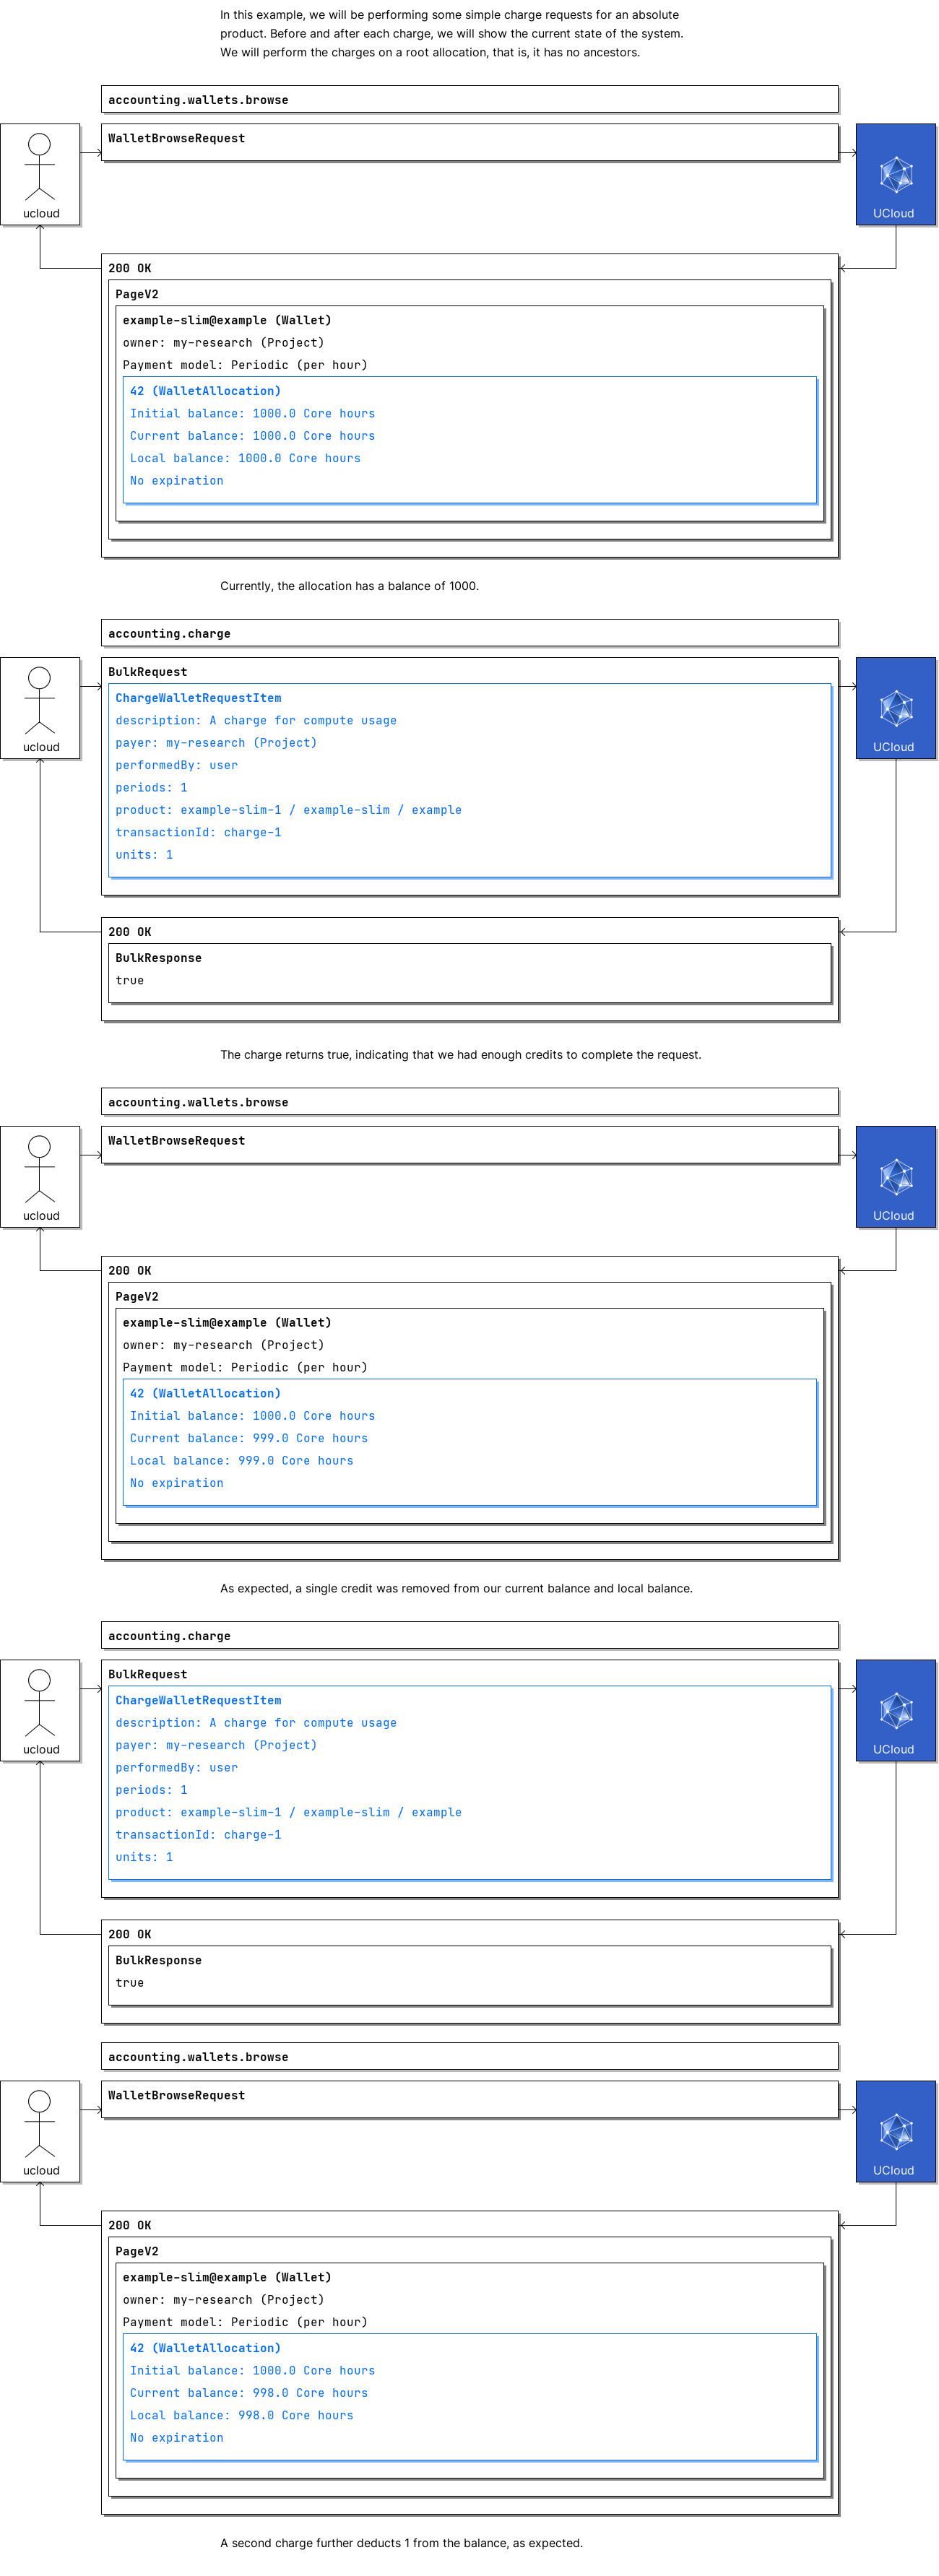 In this example, we will be performing some simple charge requests for an absolute
product. Before and after each charge, we will show the current state of the system.
We will perform the charges on a root allocation, that is, it has no ancestors.
accounting.wallets.browse
WalletBrowseRequest
ucloud
UCloud
200 OK
PageV2
example-slim@example (Wallet)
owner: my-research (Project)
Payment model: Periodic (per hour)
42 (WalletAllocation)
Initial balance: 1000.0 Core hours
Current balance: 1000.0 Core hours
Local balance: 1000.0 Core hours
No expiration
Currently, the allocation has a balance of 1000.
accounting.charge
BulkRequest
ChargeWalletRequestItem
description: A charge for compute usage
payer: my-research (Project)
performedBy: user
periods: 1
product: example-slim-1 / example-slim / example
transactionId: charge-1
units: 1
ucloud
UCloud
200 OK
BulkResponse
true
The charge returns true, indicating that we had enough credits to complete the request.
accounting.wallets.browse
WalletBrowseRequest
ucloud
UCloud
200 OK
PageV2
example-slim@example (Wallet)
owner: my-research (Project)
Payment model: Periodic (per hour)
42 (WalletAllocation)
Initial balance: 1000.0 Core hours
Current balance: 999.0 Core hours
Local balance: 999.0 Core hours
No expiration
As expected, a single credit was removed from our current balance and local balance.
accounting.charge
BulkRequest
ChargeWalletRequestItem
description: A charge for compute usage
payer: my-research (Project)
performedBy: user
periods: 1
product: example-slim-1 / example-slim / example
transactionId: charge-1
units: 1
ucloud
UCloud
200 OK
BulkResponse
true
accounting.wallets.browse
WalletBrowseRequest
ucloud
UCloud
200 OK
PageV2
example-slim@example (Wallet)
owner: my-research (Project)
Payment model: Periodic (per hour)
42 (WalletAllocation)
Initial balance: 1000.0 Core hours
Current balance: 998.0 Core hours
Local balance: 998.0 Core hours
No expiration
A second charge further deducts 1 from the balance, as expected.